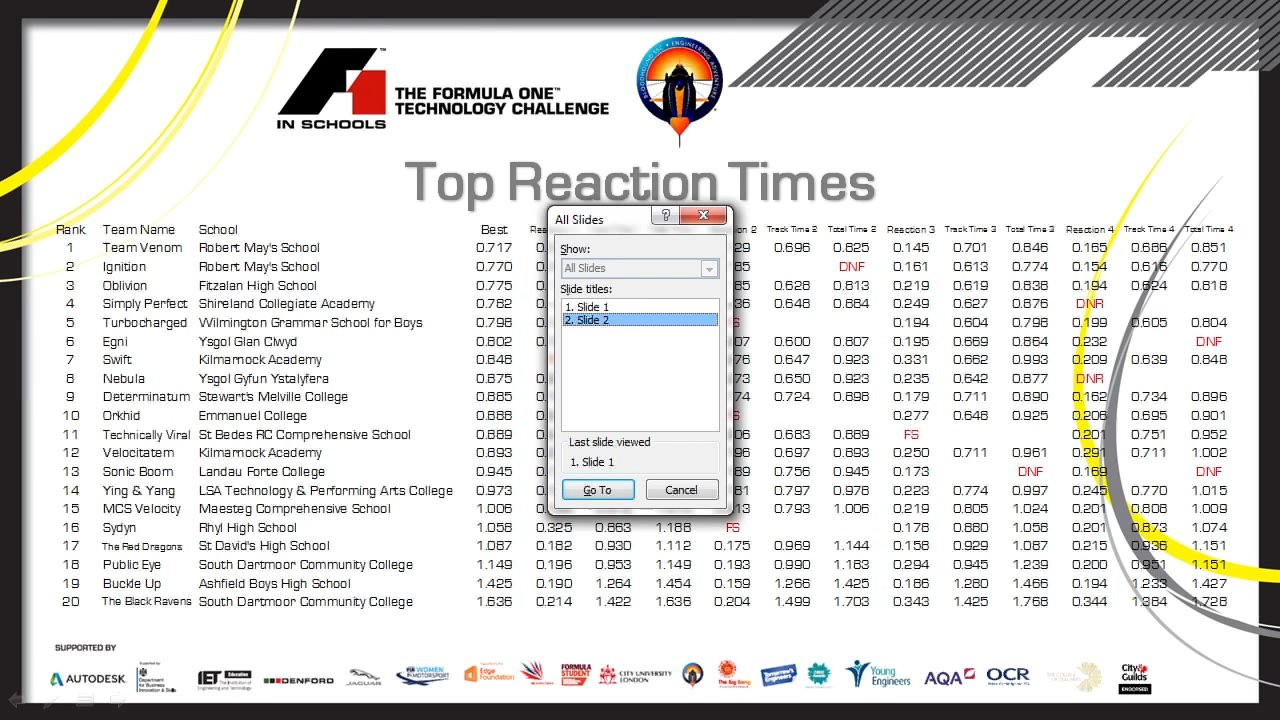 THE FORMULA ONE™
TECHNOLOGY CHALLENGE
IN SCHOOLS
Top Reaction Times
Rank Team Name School Best Track Time 2 Total Time 2 Reaction 3 Track Time 3 Total Time 3 Reaction 4 Track Time 4 Total Time 4
1 Team Venom Robert May's School 0.717 0.696 0.825 0.145 0.701 0.846 0.165 0.686 0.851
2 Ignition Robert May's School 0.770 DNF 0.161 0.613 0.774 0.154 0.616 0.770
3 Oblivion Fitzalan High School 0.775 0.628 0.813 0.219 0.619 0.838 0.194 0.624 0.818
4 Simply Perfect Shireland Collegiate Academy 0.782 0.648 0.884 0.249 0.627 0.876 DNR
5 Turbocharged Wilmington Grammar School for Boys 0.798 0.194 0.604 0.798 0.199 0.605 0.804
6 Egni Ysgol Glan Clwyd 0.802 0.600 0.807 0.195 0.669 0.864 0.232 DNF
7 Swift Kilmarnock Academy 0.848 0.647 0.923 0.331 0.662 0.993 0.209 0.639 0.848
8 Nebula Ysgol Gyfun Ystalyfera 0.875 0.650 0.923 0.235 0.642 0.877 DNR
9 Determinatum Stewart's Melville College 0.885 0.724 0.898 0.179 0.711 0.890 0.162 0.734 0.896
10 Orkhid Emmanuel College 0.888 0.277 0.648 0.925 0.206 0.695 0.901
11 Technically Viral St Bedes RC Comprehensive School 0.889 0.683 0.889 FS 0.201 0.751 0.952
12 Velocitatem Kilmarnock Academy 0.893 0.697 0.893 0.250 0.711 0.961 0.291 0.711 1.002
13 Sonic Boom Landau Forte College 0.945 0.756 0.945 0.173 DNF 0.169 DNF
14 Ying & Yang LSA Technology & Performing Arts College 0.973 0.797 0.978 0.223 0.774 0.997 0.245 0.770 1.015
15 MCS Velocity Maesteg Comprehensive School 1.006 0.793 1.006 0.219 0.805 1.024 0.201 0.808 1.009
16 Sydyn Rhyl High School 1.058 0.325 0.863 1.188 FS 0.178 0.880 1.058 0.201 0.873 1.074
17 The Red Dragons St David's High School 1.087 0.182 0.930 1.112 0.175 0.969 1.144 0.158 0.929 1.087 0.215 0.936 1.151
18 Public Eye South Dartmoor Community College 1.149 0.196 0.953 1.149 0.193 0.990 1.183 0.294 0.945 1.239 0.200 0.951 1.151
19 Buckle Up Ashfield Boys High School 1.425 0.190 1.264 1.454 0.159 1.266 1.425 0.186 1.280 1.466 0.194 1.233 1.427
20 The Black Ravens South Dartmoor Community College 1.636 0.214 1.422 1.636 0.204 1.499 1.703 0.343 1.425 1.768 0.344 1.384 1.728
All Slides
Show:
All Slides
Slide titles:
1. Slide 1
2. Slide 2
Last slide viewed
1. Slide 1
Go To Cancel
SUPPORTED BY
AUTODESK. IET Education DENFORD JAGUAR WOMEN IN MOTORSPORT Edge Foundation FORMULA STUDENT CITY UNIVERSITY LONDON The Big Bang Young Engineers AQA OCR City& Guilds
ENDORSED